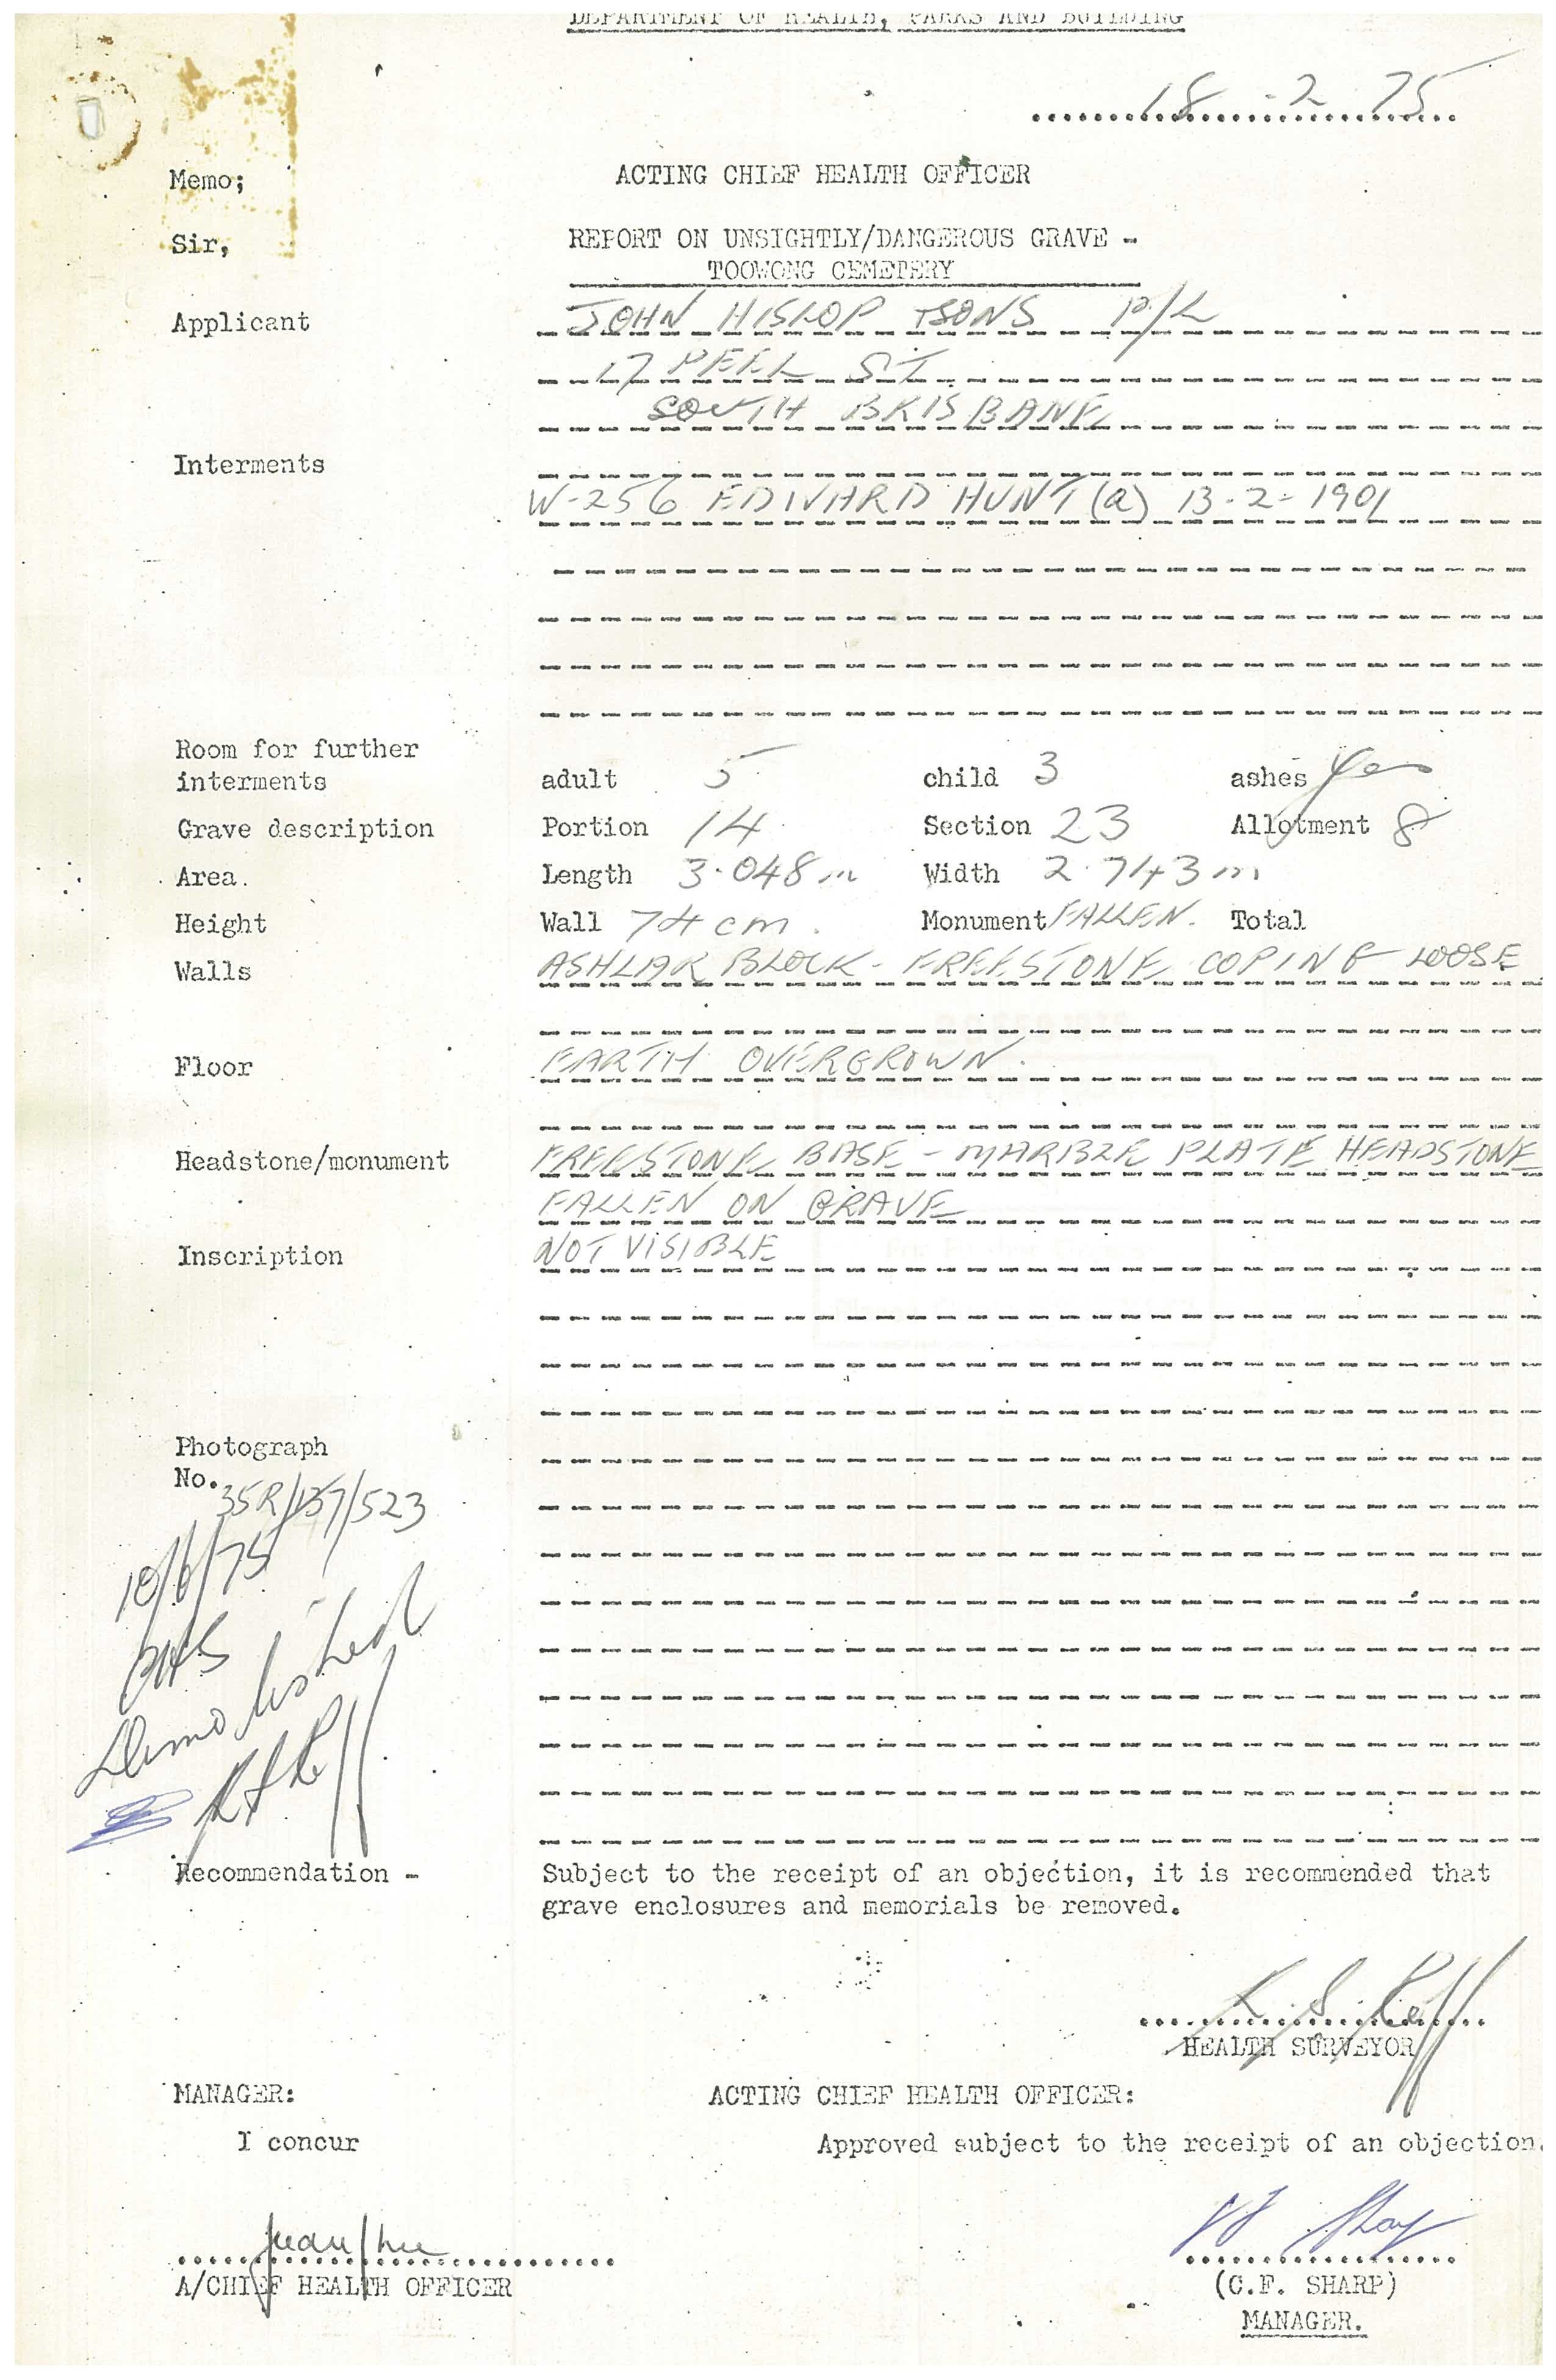 DEPARTMENT OF HEALTH, PARKS AND BUILDING
18-2-75
Memo; ACTING CHIEF HEALTH OFFICER
Sir, REPORT ON UNSIGHTLY/DANGEROUS GRAVE -
TOOWONG CEMETERY
Applicant JOHN HISLOP & SONS P/L
17 PEEL ST
SOUTH BRISBANE
Interments
W-256 EDWARD HUNT (a) 13-2-1901
Room for further
interments adult 5 child 3 ashes Yes
Grave description Portion 14 Section 23 Allotment 8
Area. Length 3.048 m Width 2.743 m
Height Wall 74 cm. Monument FALLEN. Total
Walls ASHLAR BLOCK - FREESTONE COPING LOOSE
Floor EARTH OVERGROWN.
Headstone/monument FREESTONE BASE - MARBLE PLATE HEADSTONE
FALLEN ON GRAVE
Inscription NOT VISIBLE
Photograph
No. 35R/137/523
10/6/75
Demolished
Recommendation - Subject to the receipt of an objection, it is recommended that
grave enclosures and memorials be removed.
HEALTH SURVEYOR
MANAGER: ACTING CHIEF HEALTH OFFICER:
I concur Approved subject to the receipt of an objection.
A/CHIEF HEALTH OFFICER (C.F. SHARP)
MANAGER.